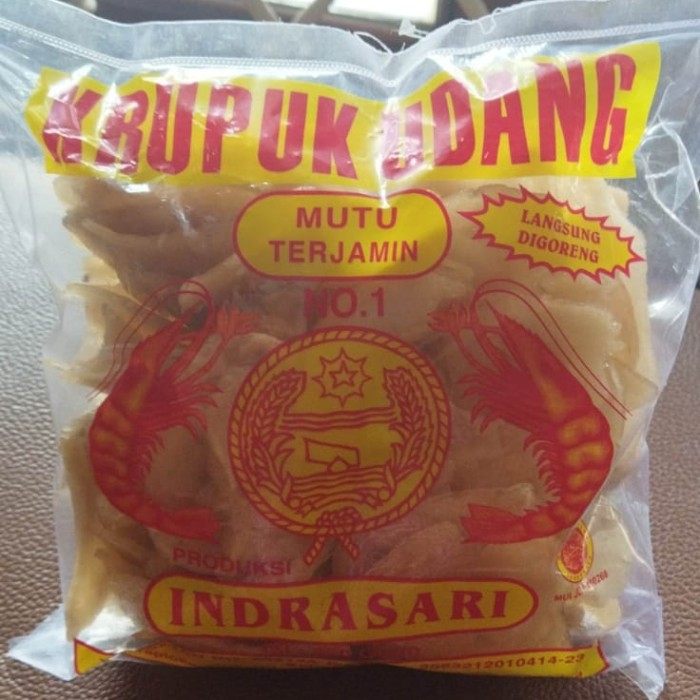 KRUPUK UDANG
MUTU
TERJAMIN
LANGSUNG
DIGORENG
NO.1
PRODUKSI
INDRASARI